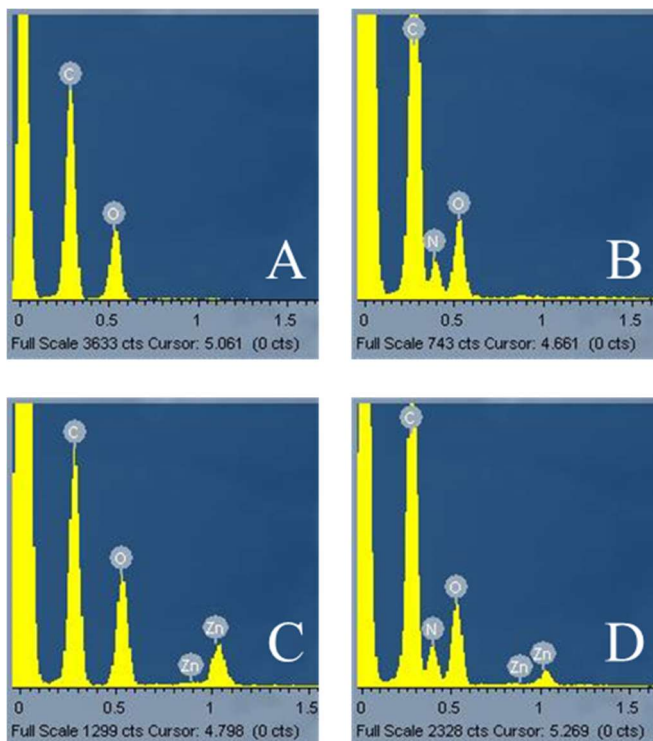 C
O
A
0 0.5 1 1.5
Full Scale 3633 cts Cursor: 5.061 (0 cts)
C
N
O
B
0 0.5 1 1.5
Full Scale 743 cts Cursor: 4.661 (0 cts)
C
O
Zn
Zn
C
0 0.5 1 1.5
Full Scale 1299 cts Cursor: 4.798 (0 cts)
C
N
O
Zn
Zn
D
0 0.5 1 1.5
Full Scale 2328 cts Cursor: 5.269 (0 cts)